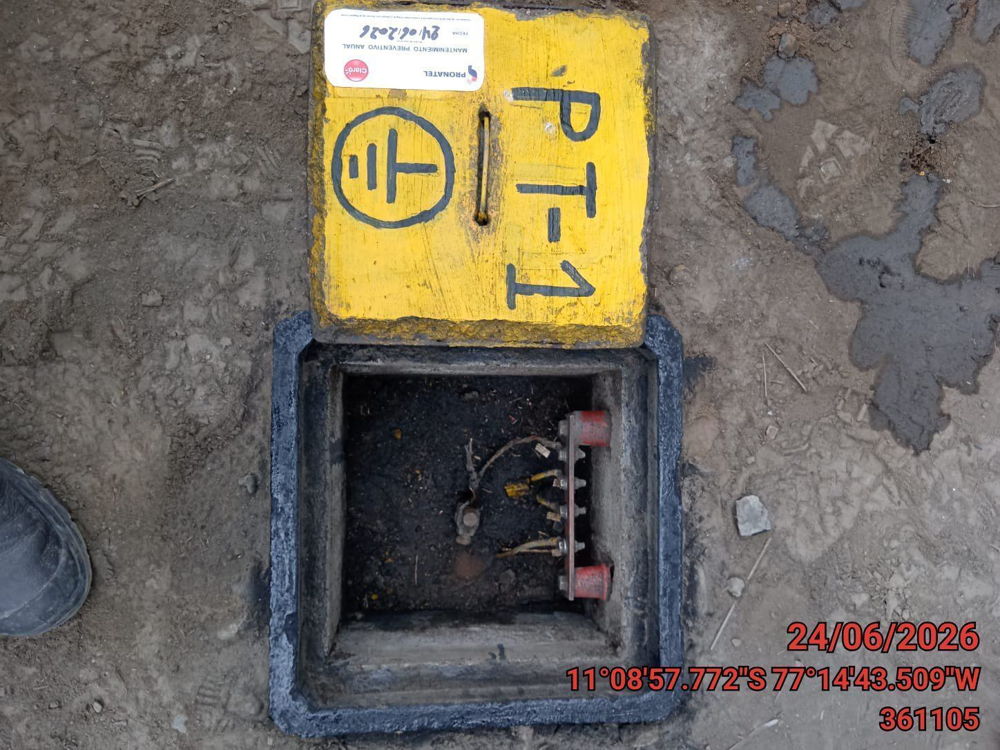 PRONATEL
Claro
MANTENIMIENTO PREVENTIVO ANUAL
FECHA 24/06/2026
PT-1
24/06/2026
11°08'57.772"S 77°14'43.509"W
361105